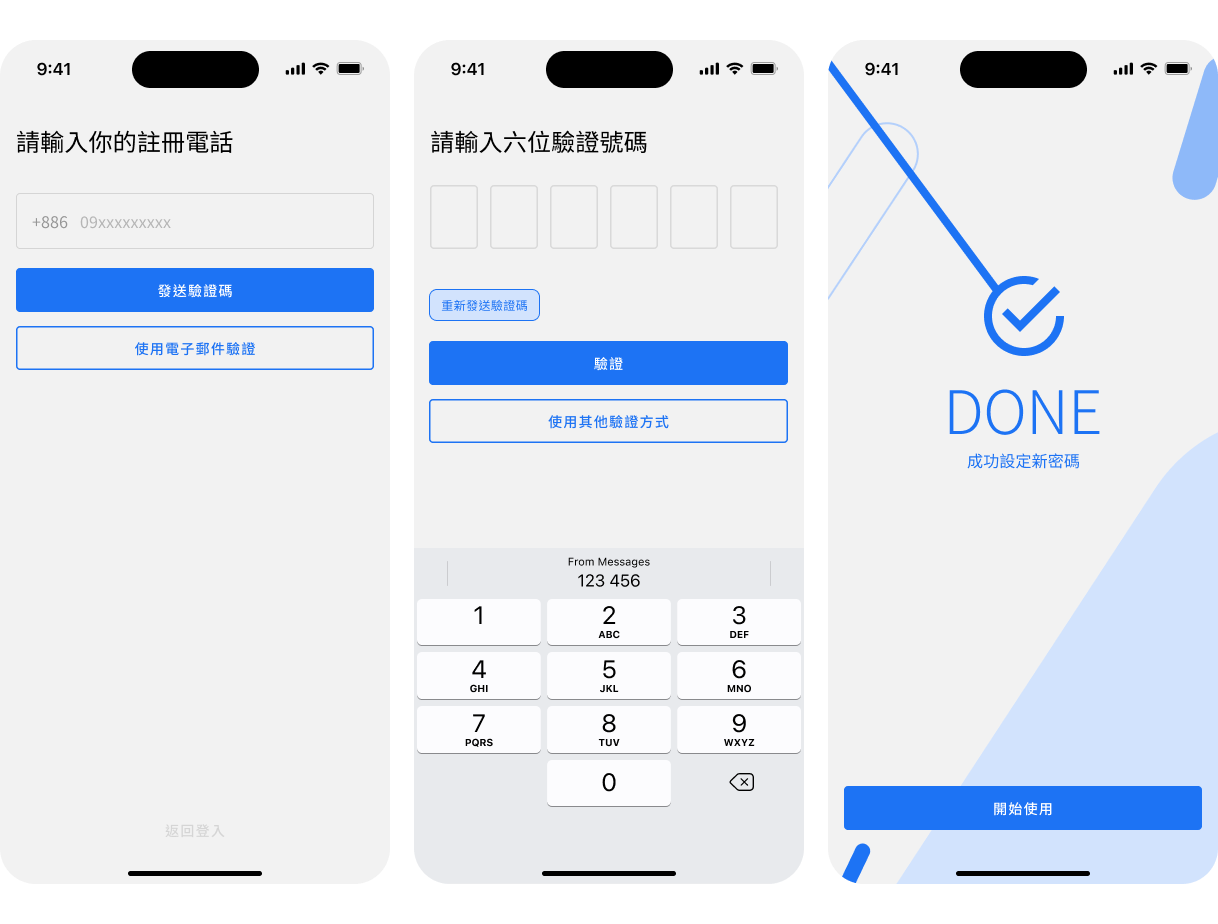 9:41
請輸入你的註冊電話
+886 09xxxxxxxxx
發送驗證碼
使用電子郵件驗證
返回登入
9:41
請輸入六位驗證號碼
重新發送驗證碼
驗證
使用其他驗證方式
From Messages
123 456
1 2 3
ABC DEF
4 5 6
GHI JKL MNO
7 8 9
PQRS TUV WXYZ
0
9:41
DONE
成功設定新密碼
開始使用